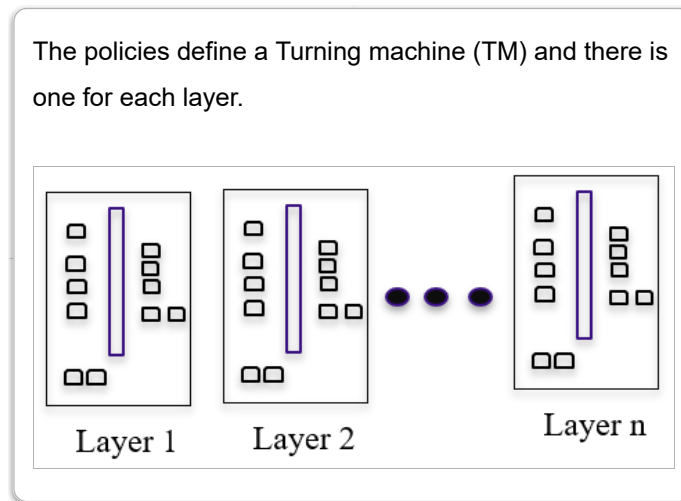 The policies define a Turning machine (TM) and there is
one for each layer.
Layer 1
Layer 2
Layer n